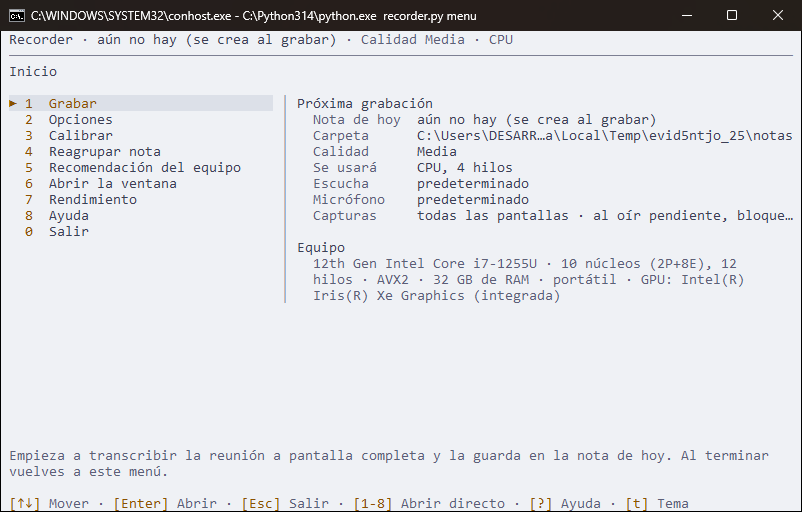 C:\WINDOWS\SYSTEM32\conhost.exe - C:\Python314\python.exe recorder.py menu
Recorder · aún no hay (se crea al grabar) · Calidad Media · CPU
Inicio
► 1 Grabar
2 Opciones
3 Calibrar
4 Reagrupar nota
5 Recomendación del equipo
6 Abrir la ventana
7 Rendimiento
8 Ayuda
0 Salir
Próxima grabación
Nota de hoy aún no hay (se crea al grabar)
Carpeta C:\Users\DESARR…a\Local\Temp\evid5ntjo_25\notas
Calidad Media
Se usará CPU, 4 hilos
Escucha predeterminado
Micrófono predeterminado
Capturas todas las pantallas · al oír pendiente, bloque…
Equipo
12th Gen Intel Core i7-1255U · 10 núcleos (2P+8E), 12
hilos · AVX2 · 32 GB de RAM · portátil · GPU: Intel(R)
Iris(R) Xe Graphics (integrada)
Empieza a transcribir la reunión a pantalla completa y la guarda en la nota de hoy. Al terminar
vuelves a este menú.
[↑↓] Mover · [Enter] Abrir · [Esc] Salir · [1-8] Abrir directo · [?] Ayuda · [t] Tema